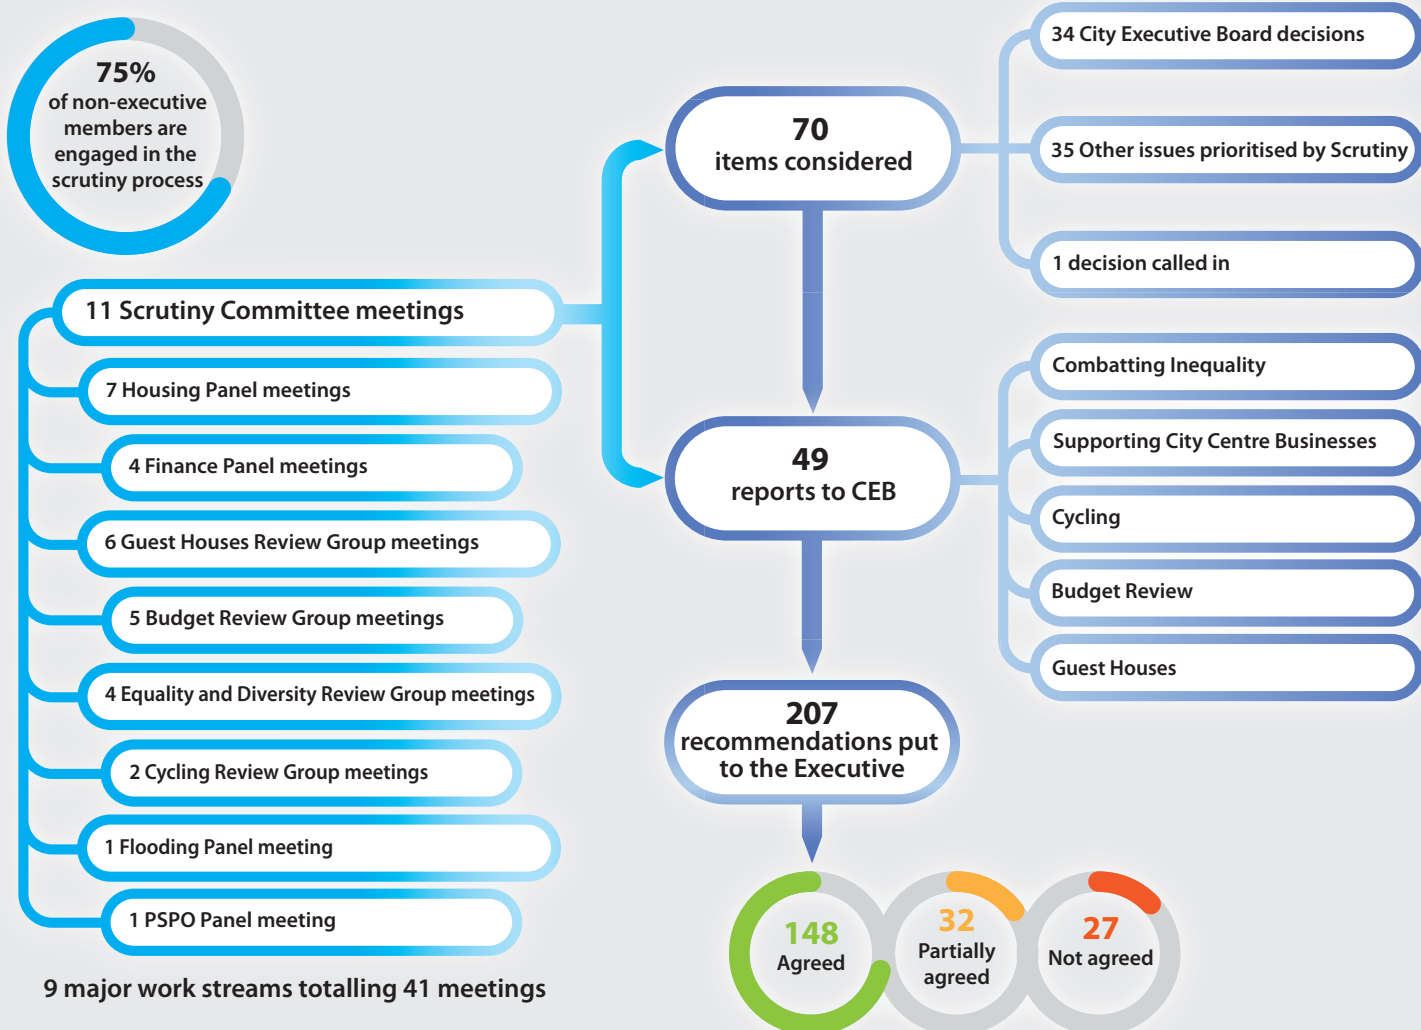 75%
of non-executive
members are
engaged in the
scrutiny process
11 Scrutiny Committee meetings
7 Housing Panel meetings
4 Finance Panel meetings
6 Guest Houses Review Group meetings
5 Budget Review Group meetings
4 Equality and Diversity Review Group meetings
2 Cycling Review Group meetings
1 Flooding Panel meeting
1 PSPO Panel meeting
9 major work streams totalling 41 meetings
70
items considered
34 City Executive Board decisions
35 Other issues prioritised by Scrutiny
1 decision called in
49
reports to CEB
Combatting Inequality
Supporting City Centre Businesses
Cycling
Budget Review
Guest Houses
207
recommendations put
to the Executive
148
Agreed
32
Partially
agreed
27
Not agreed